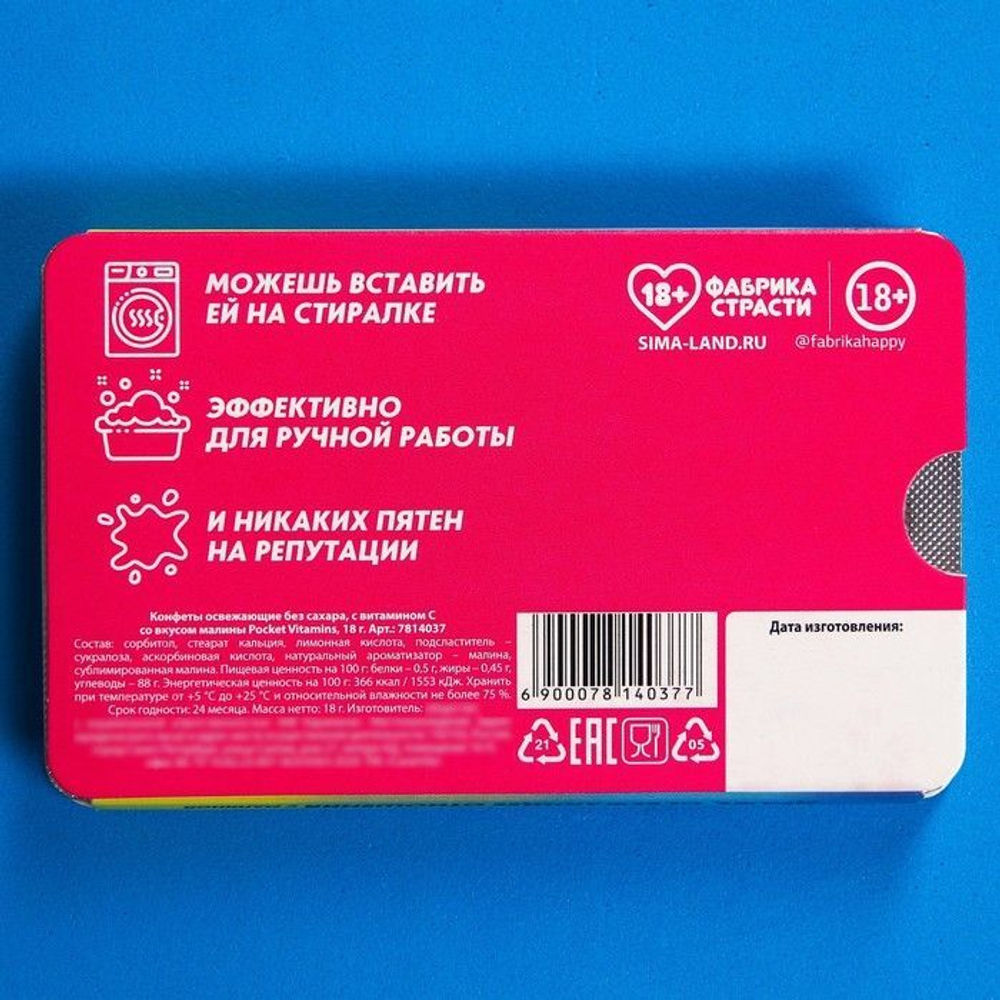 МОЖЕШЬ ВСТАВИТЬ
ЕЙ НА СТИРАЛКЕ
18+
ФАБРИКА
СТРАСТИ
18+
SIMA-LAND.RU
@fabrikahappy
ЭФФЕКТИВНО
ДЛЯ РУЧНОЙ РАБОТЫ
И НИКАКИХ ПЯТЕН
НА РЕПУТАЦИИ
Конфеты освежающие без сахара, с витамином С
со вкусом малины Pocket Vitamins, 18 г. Арт.: 7814037
Состав: сорбитол, стеарат кальция, лимонная кислота, подсластитель –
сукралоза, аскорбиновая кислота, натуральный ароматизатор – малина,
сублимированная малина. Пищевая ценность на 100 г: белки – 0,5 г, жиры – 0,45 г,
углеводы – 88 г. Энергетическая ценность на 100 г: 366 ккал / 1553 кДж. Хранить
при температуре от +5 °C до +25 °C и относительной влажности не более 75 %.
Срок годности: 24 месяца. Масса нетто: 18 г. Изготовитель:
6 900078 140377
21
EAC
05
Дата изготовления: